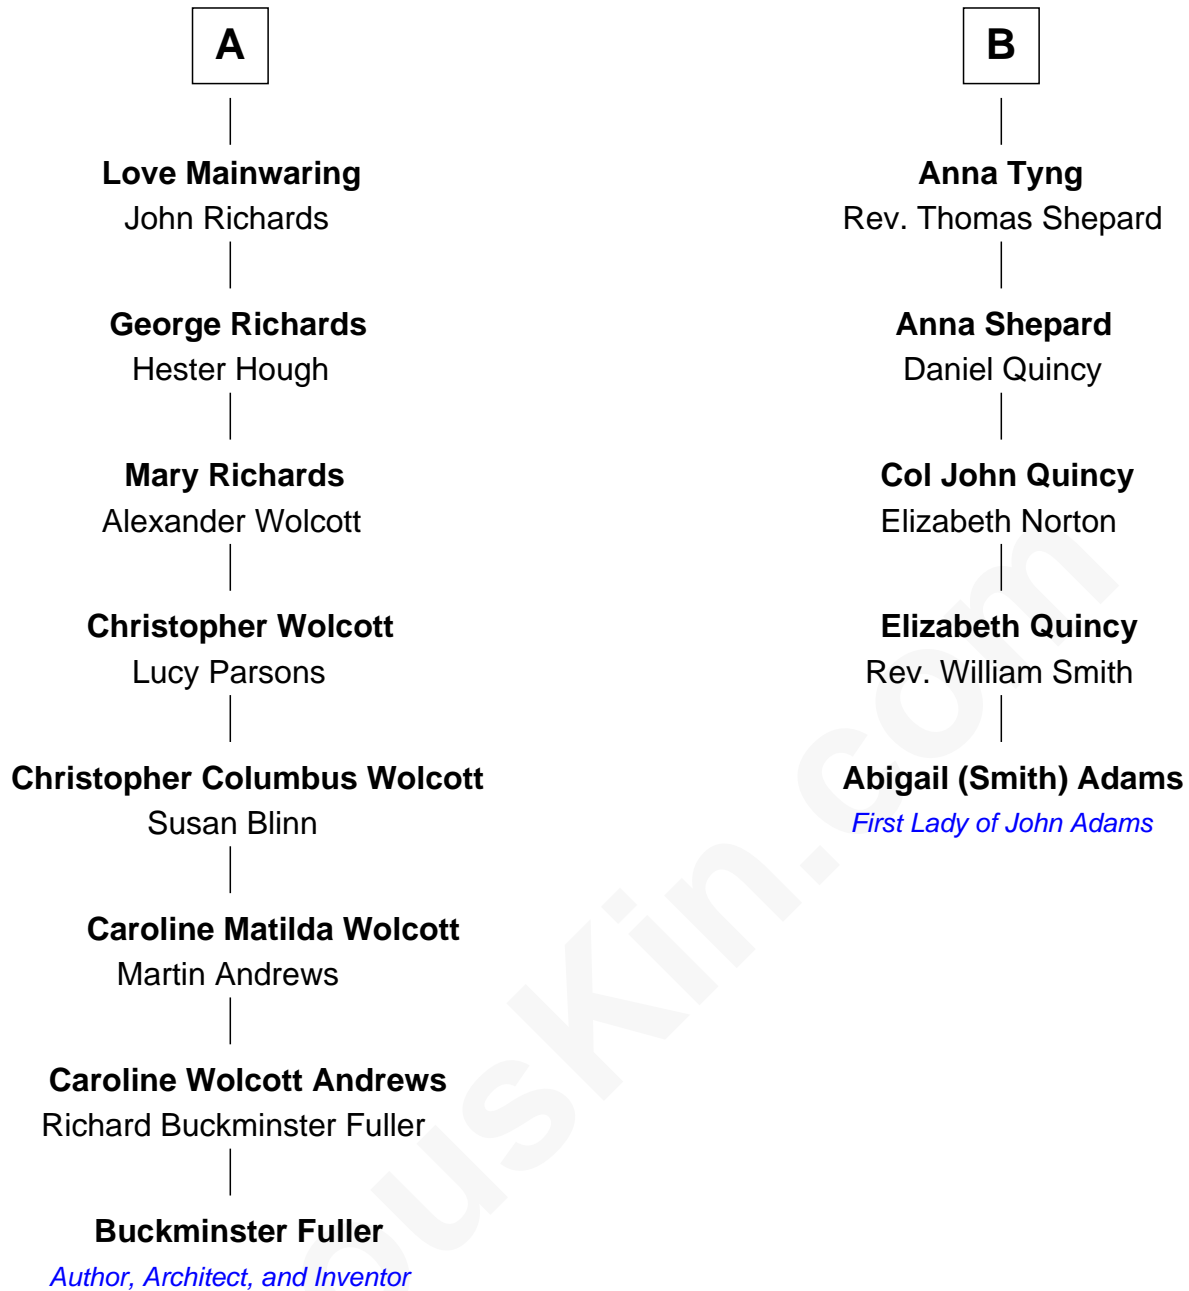 A
Love Mainwaring
John Richards
George Richards
Hester Hough
Mary Richards
Alexander Wolcott
Christopher Wolcott
Lucy Parsons
Christopher Columbus Wolcott
Susan Blinn
Caroline Matilda Wolcott
Martin Andrews
Caroline Wolcott Andrews
Richard Buckminster Fuller
Buckminster Fuller
Author, Architect, and Inventor
B
Anna Tyng
Rev. Thomas Shepard
Anna Shepard
Daniel Quincy
Col John Quincy
Elizabeth Norton
Elizabeth Quincy
Rev. William Smith
Abigail (Smith) Adams
First Lady of John Adams
ousKin.com